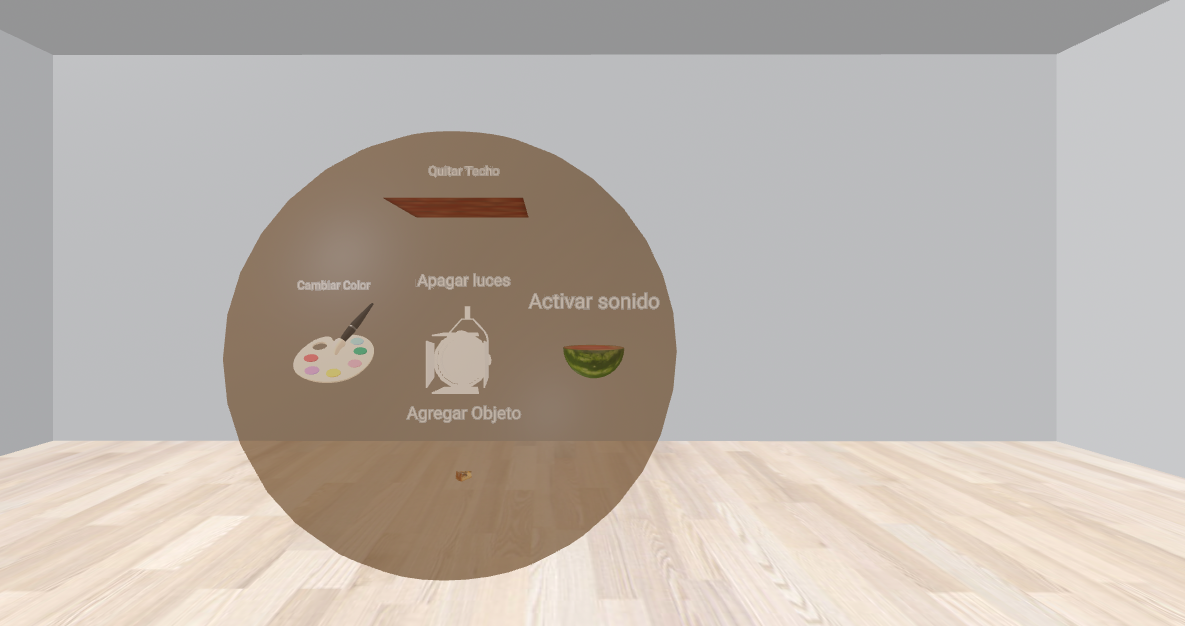 Quitar Techo
Cambiar Color
Apagar luces
Activar sonido
Agregar Objeto